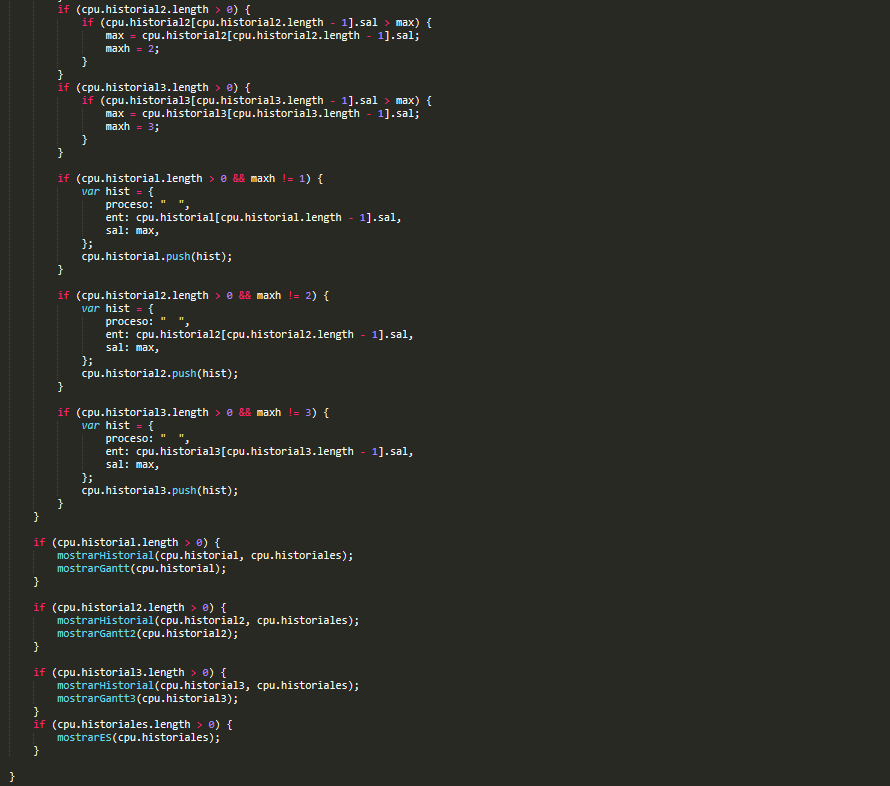 if (cpu.historial2.length > 0) {
if (cpu.historial2[cpu.historial2.length - 1].sal > max) {
max = cpu.historial2[cpu.historial2.length - 1].sal;
maxh = 2;
}
}
if (cpu.historial3.length > 0) {
if (cpu.historial3[cpu.historial3.length - 1].sal > max) {
max = cpu.historial3[cpu.historial3.length - 1].sal;
maxh = 3;
}
}
if (cpu.historial.length > 0 && maxh != 1) {
var hist = {
proceso: "  ",
ent: cpu.historial[cpu.historial.length - 1].sal,
sal: max,
};
cpu.historial.push(hist);
}
if (cpu.historial2.length > 0 && maxh != 2) {
var hist = {
proceso: "  ",
ent: cpu.historial2[cpu.historial2.length - 1].sal,
sal: max,
};
cpu.historial2.push(hist);
}
if (cpu.historial3.length > 0 && maxh != 3) {
var hist = {
proceso: "  ",
ent: cpu.historial3[cpu.historial3.length - 1].sal,
sal: max,
};
cpu.historial3.push(hist);
}
}
if (cpu.historial.length > 0) {
mostrarHistorial(cpu.historial, cpu.historiales);
mostrarGantt(cpu.historial);
}
if (cpu.historial2.length > 0) {
mostrarHistorial(cpu.historial2, cpu.historiales);
mostrarGantt2(cpu.historial2);
}
if (cpu.historial3.length > 0) {
mostrarHistorial(cpu.historial3, cpu.historiales);
mostrarGantt3(cpu.historial3);
}
if (cpu.historiales.length > 0) {
mostrarES(cpu.historiales);
}
}